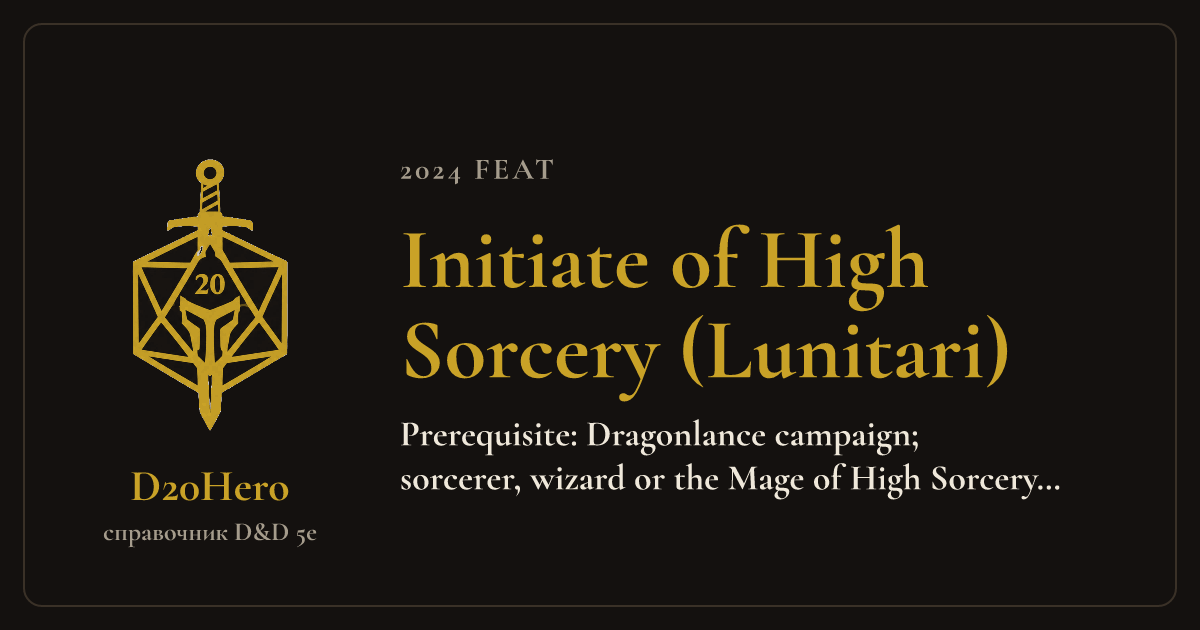 2024 FEAT
Initiate of High
Sorcery (Lunitari)
Prerequisite: Dragonlance campaign;
sorcerer, wizard or the Mage of High Sorcery...
20
D20Hero
справочник D&D 5e